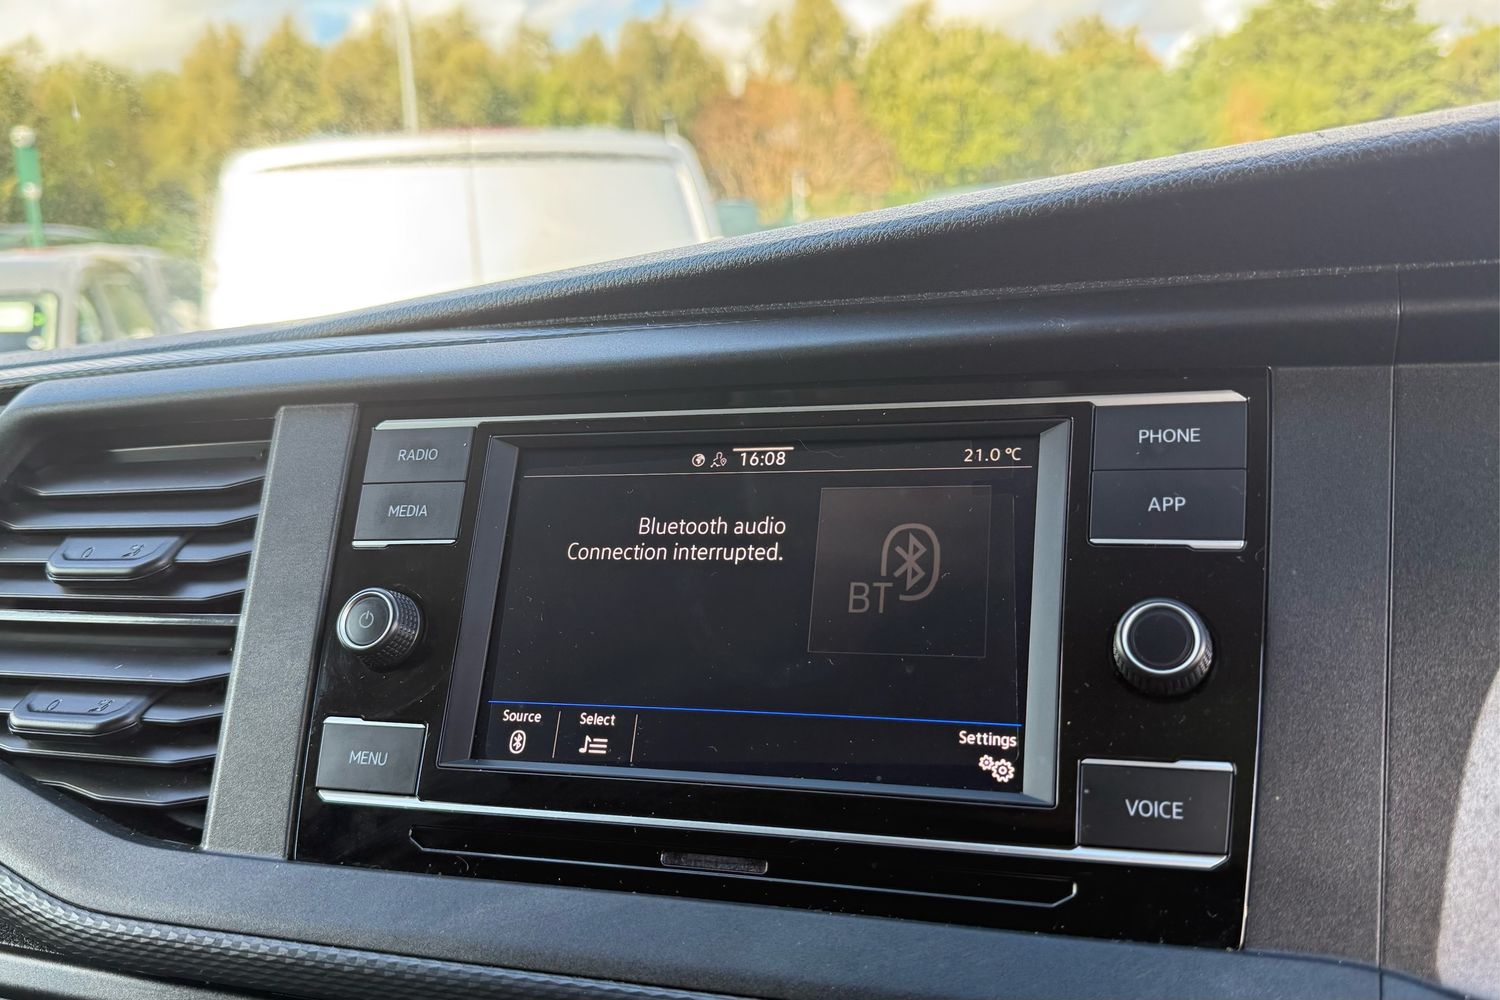 RADIO
MEDIA
MENU
16:08
21.0 °C
Bluetooth audio
Connection interrupted.
BT
Source
Select
Settings
PHONE
APP
VOICE